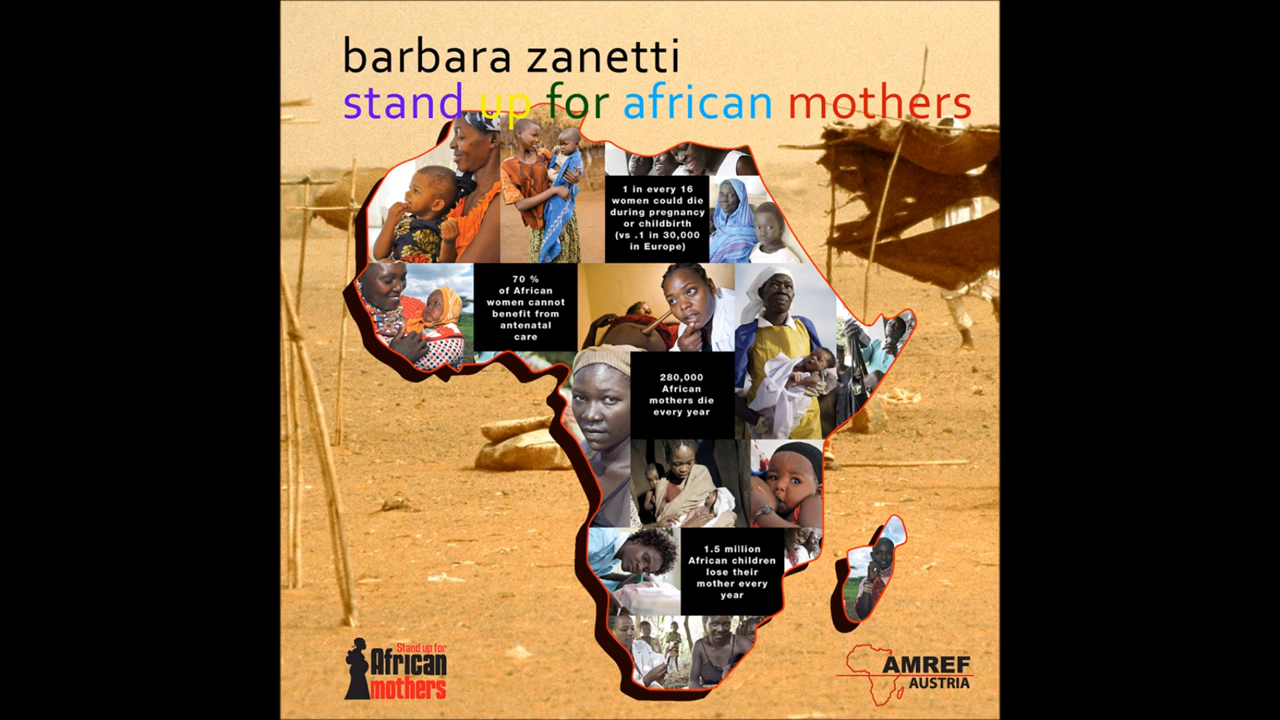 barbara zanetti
stand up for african mothers
1 in every 16
women could die
during pregnancy
or childbirth
(vs .1 in 30,000
in Europe)
70 %
of African
women cannot
benefit from
antenatal
care
280,000
African
mothers die
every year
1.5 million
African children
lose their
mother every
year
Stand up for
African
mothers
AMREF
AUSTRIA